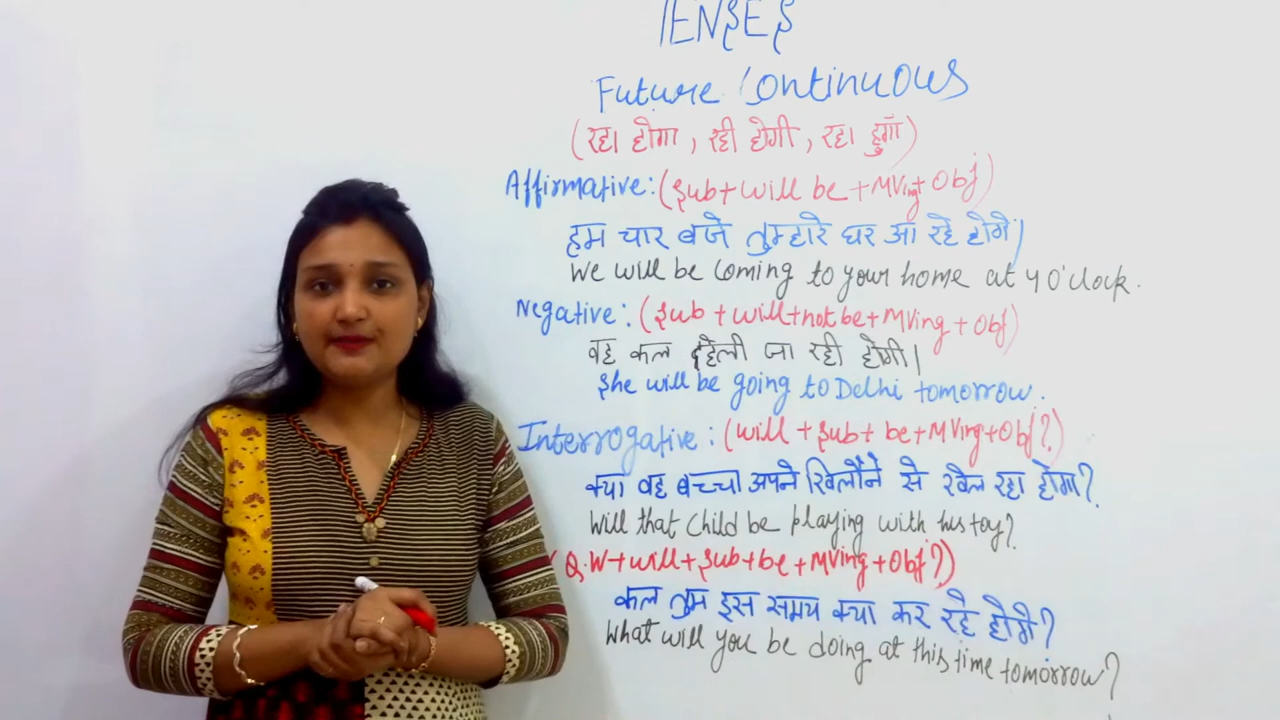 TENSES
Future Continuous
(रहा होगा, रही होगी, रहा हुगाँ)
Affirmative: (Sub+ will be +MVing+ Obj)
हम चार बजे तुम्हारे घर आ रहे होगें|
We will be coming to your home at 4 o'clock.
Negative: (Sub + will+not be+ MVing + Obj)
वह कल देहली जा रही होगी|
She will be going to Delhi tomorrow.
Interrogative: (will + Sub+ be+MVing+Obj?)
क्या वह बच्चा अपने खिलौने से खेल रहा होगा?
Will that child be playing with his toy?
(Q.W+will+Sub+be+MVing+Obj?)
कल तुम इस समय क्या कर रहे होगें?
What will you be doing at this time tomorrow?